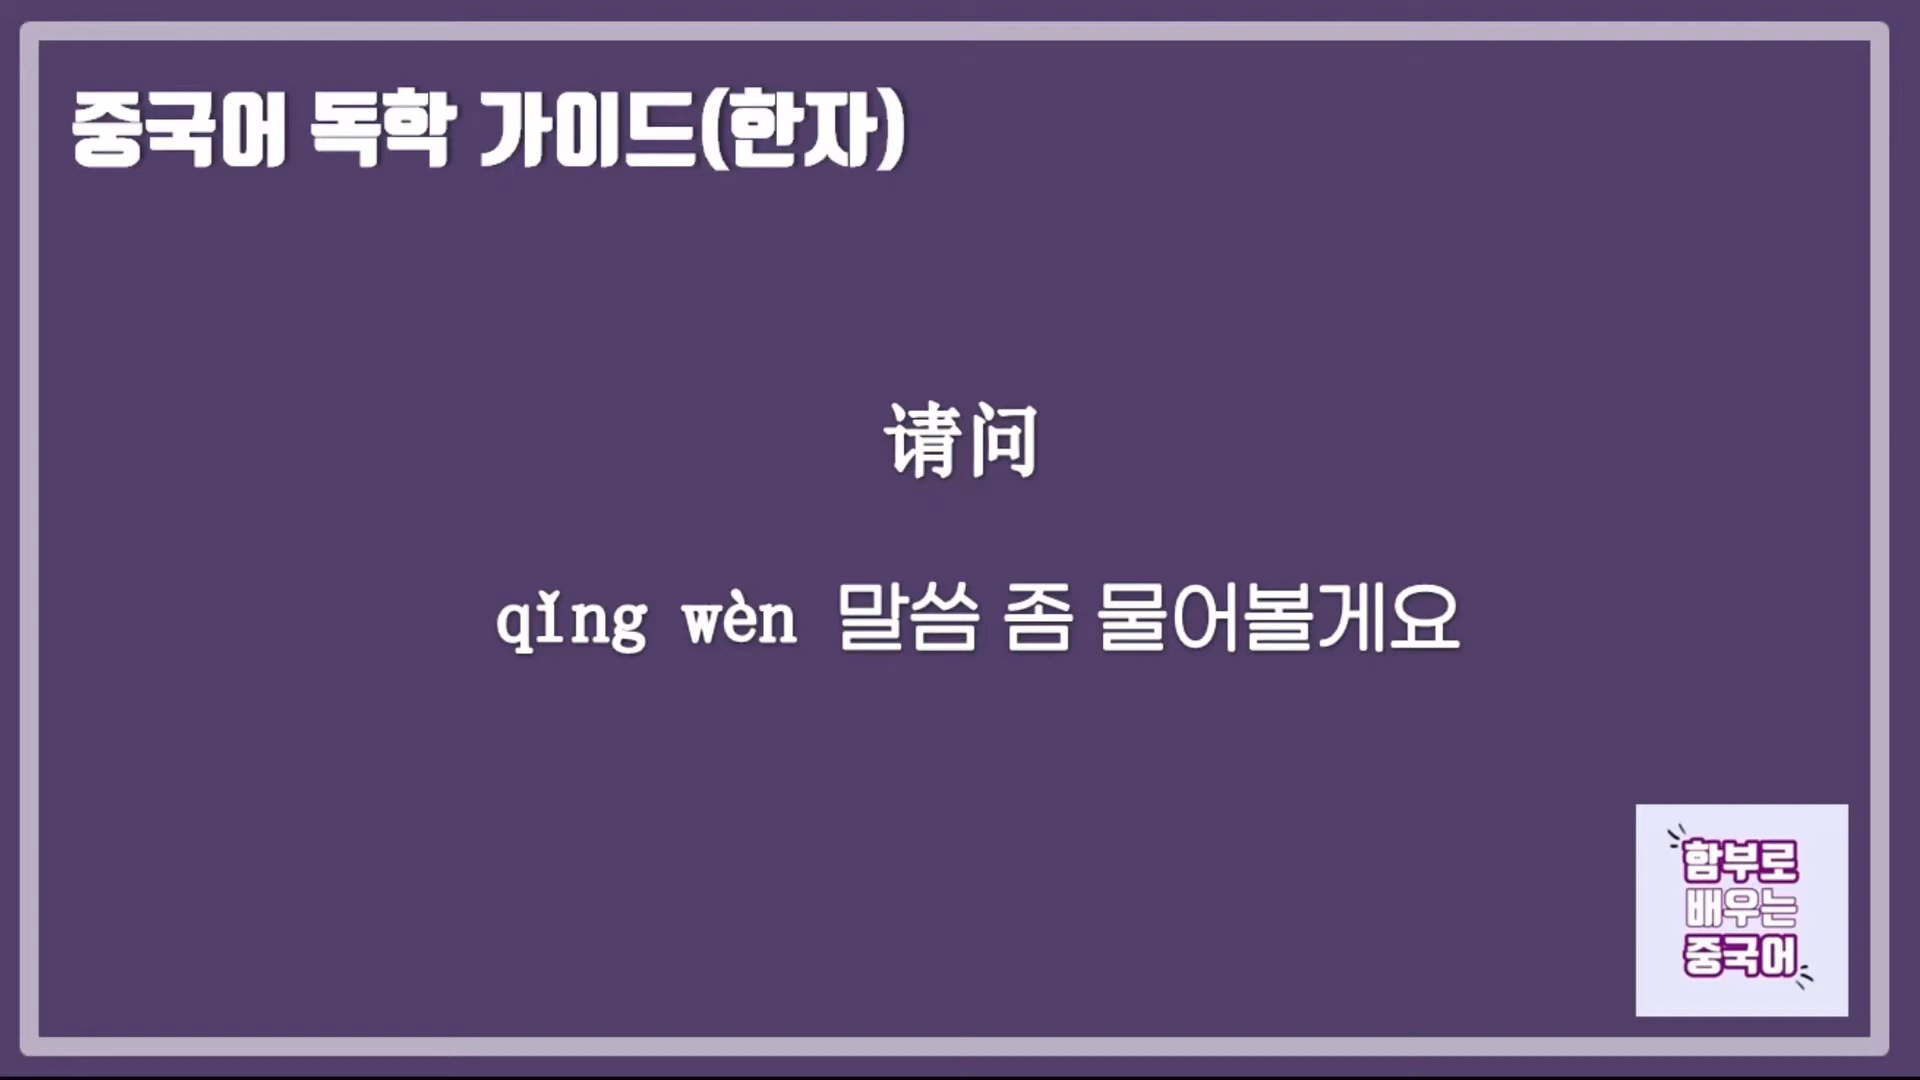 중국어 독학 가이드(한자)
请问
qǐng wèn 말씀 좀 물어볼게요
함부로
배우는
중국어